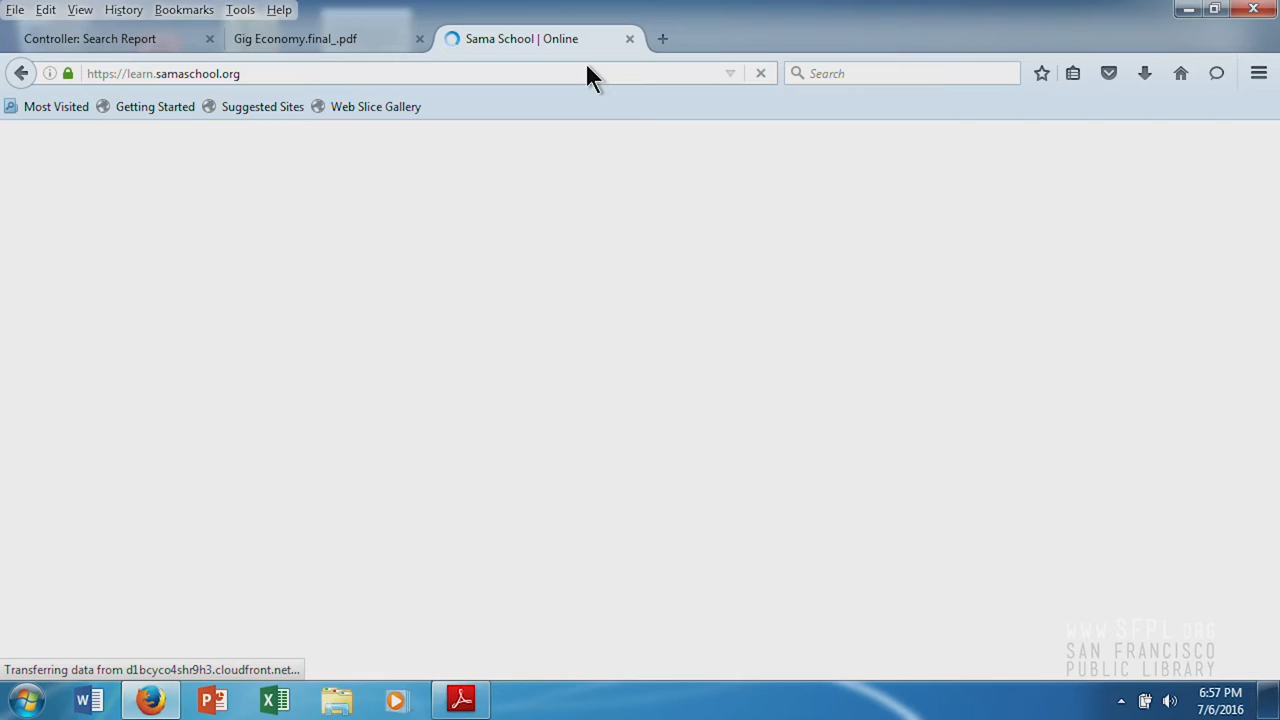 File Edit View History Bookmarks Tools Help
Controller: Search Report
Gig Economy.final_.pdf
Sama School | Online
https://learn.samaschool.org
Search
Most Visited
Getting Started
Suggested Sites
Web Slice Gallery
WWW.SFPL.ORG
SAN FRANCISCO
PUBLIC LIBRARY
Transferring data from d1bcyco4shr9h3.cloudfront.net...
6:57 PM
7/6/2016